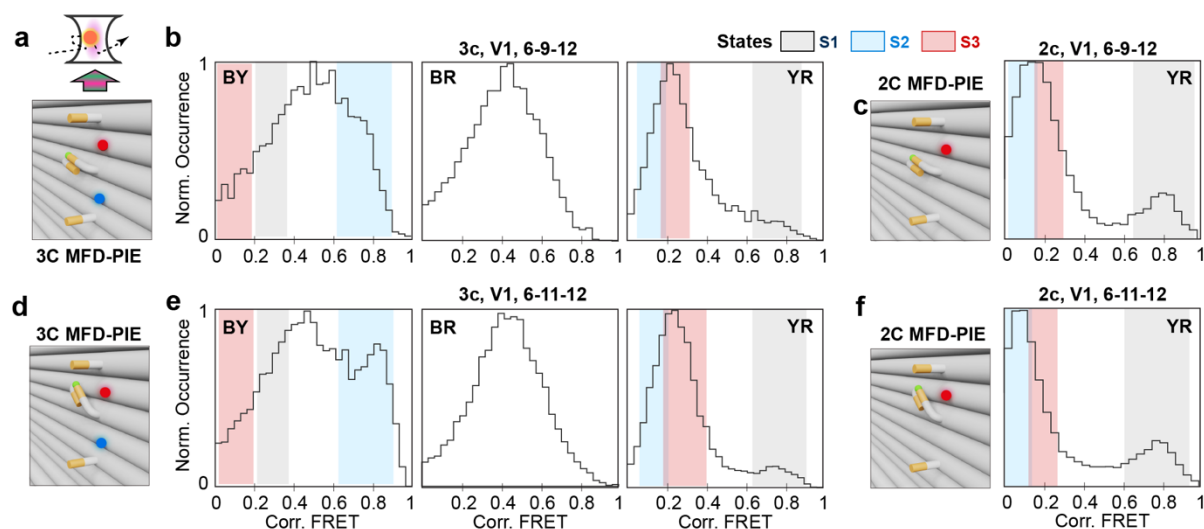 a
b
3c, V1, 6-9-12
States S1 S2 S3
2c, V1, 6-9-12
3C MFD-PIE
Norm. Occurrence
1
0
BY
BR
YR
0 0.2 0.4 0.6 0.8 1
0 0.2 0.4 0.6 0.8 1
0 0.2 0.4 0.6 0.8 1
2C MFD-PIE
c
YR
0 0.2 0.4 0.6 0.8 1
d
e
3c, V1, 6-11-12
2c, V1, 6-11-12
3C MFD-PIE
Norm. Occurrence
1
0
BY
BR
YR
0 0.2 0.4 0.6 0.8 1
Corr. FRET
0 0.2 0.4 0.6 0.8 1
Corr. FRET
0 0.2 0.4 0.6 0.8 1
Corr. FRET
f
2C MFD-PIE
YR
0 0.2 0.4 0.6 0.8 1
Corr. FRET